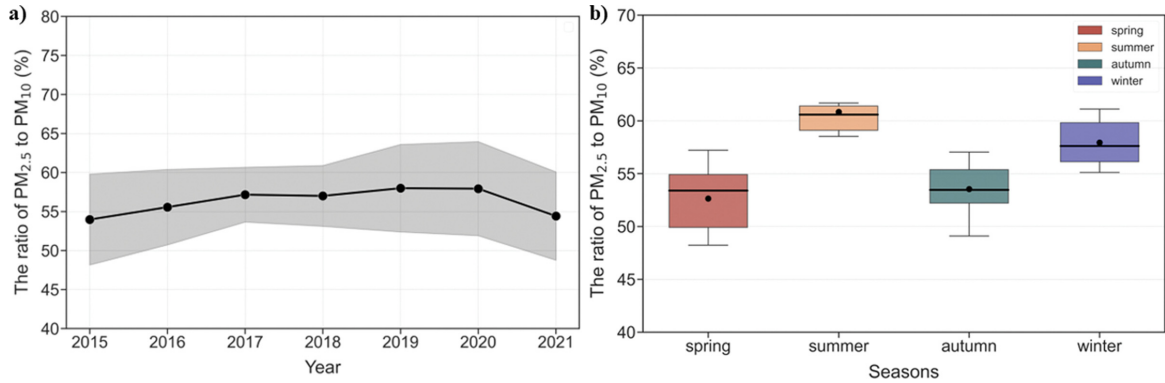 a)
The ratio of PM2.5 to PM10 (%)
80
75
70
65
60
55
50
45
40
2015 2016 2017 2018 2019 2020 2021
Year
b)
The ratio of PM2.5 to PM10 (%)
70
65
60
55
50
45
40
spring
summer
autumn
winter
spring summer autumn winter
Seasons